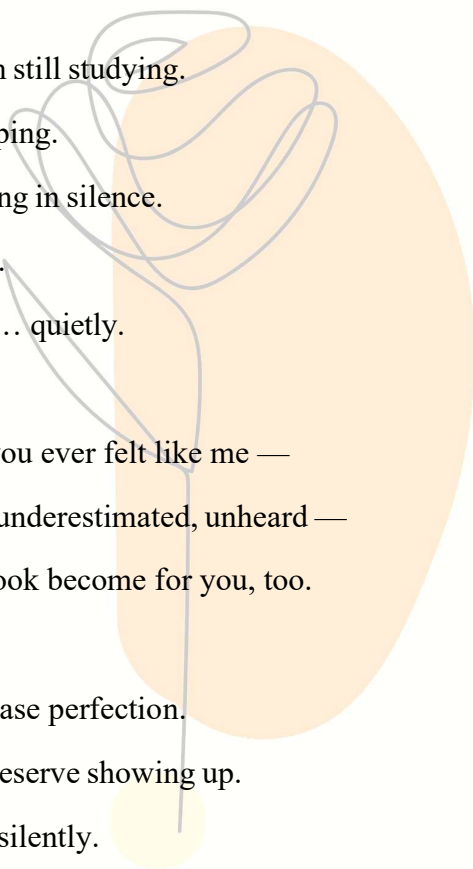 still studying.
ng in silence.
.
… quietly.
ou ever felt like me —
underestimated, unheard —
ook become for you, too.
ase perfection.
eserve showing up.
silently.